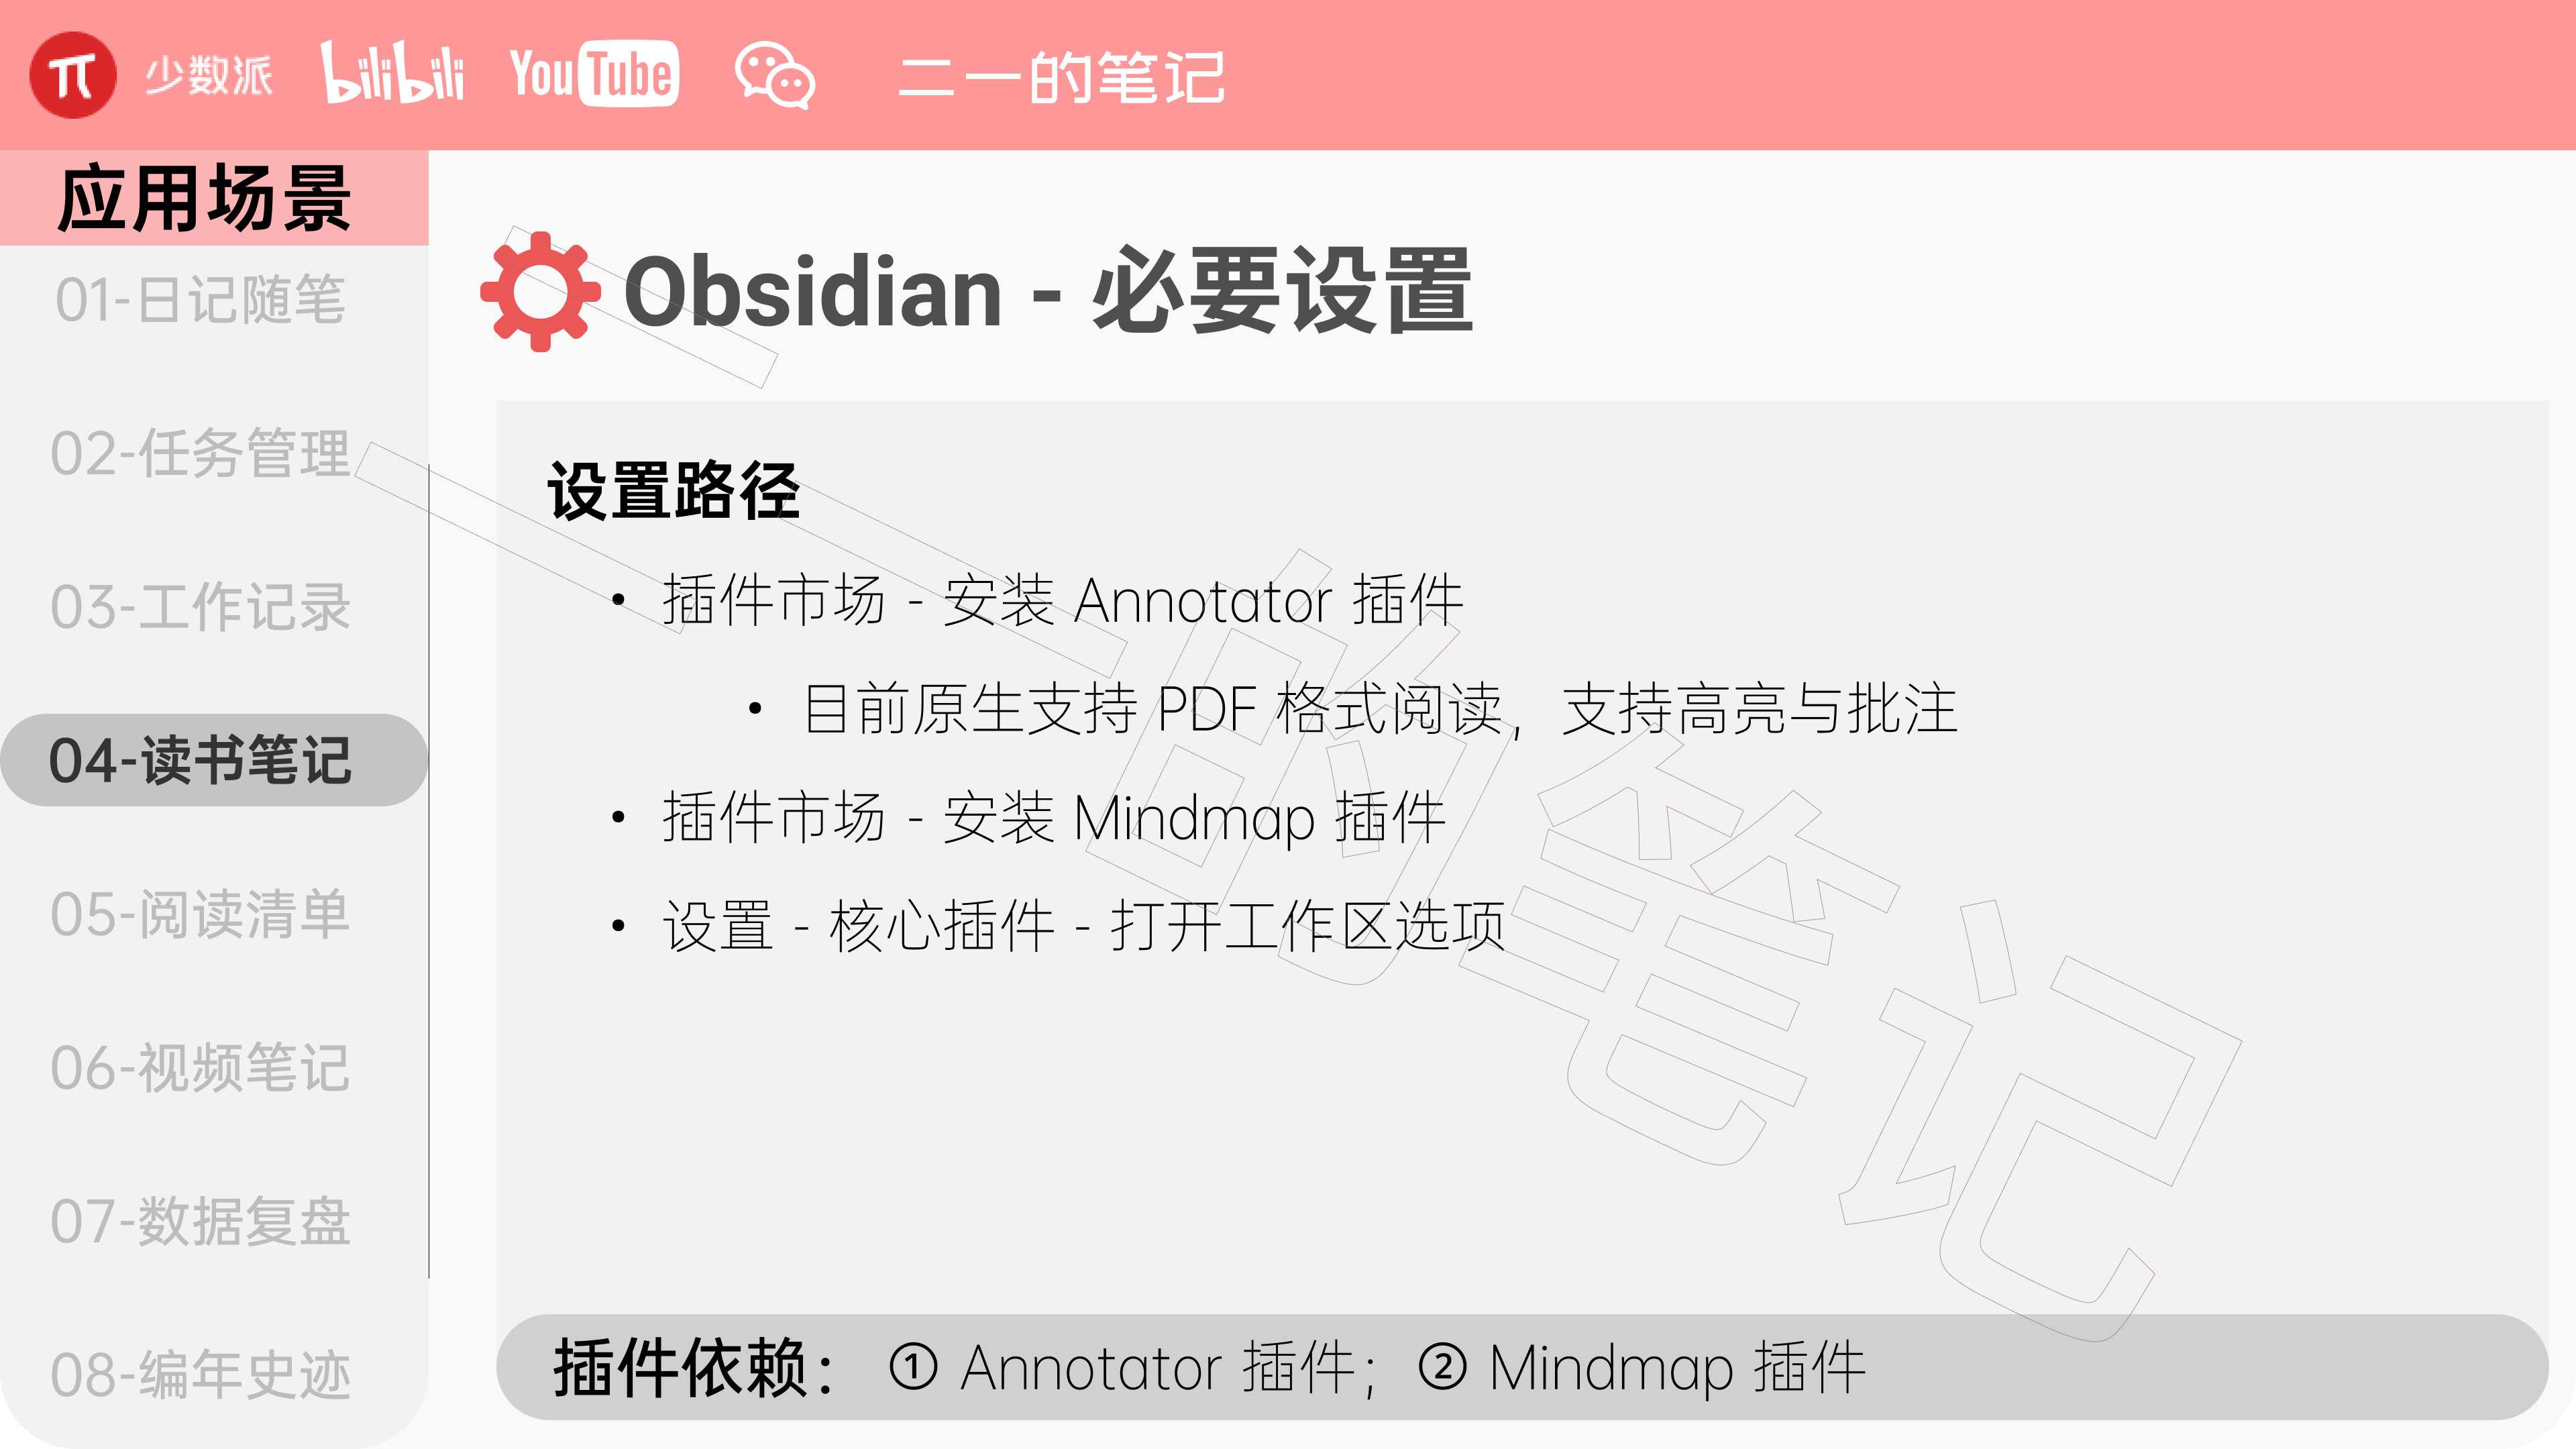 少数派 bilibili YouTube 二一的笔记
应用场景
01-日记随笔
02-任务管理
03-工作记录
04-读书笔记
05-阅读清单
06-视频笔记
07-数据复盘
08-编年史迹
Obsidian - 必要设置
设置路径
• 插件市场 - 安装 Annotator 插件
• 目前原生支持 PDF 格式阅读，支持高亮与批注
• 插件市场 - 安装 Mindmap 插件
• 设置 - 核心插件 - 打开工作区选项
插件依赖：① Annotator 插件；② Mindmap 插件
二一的笔记